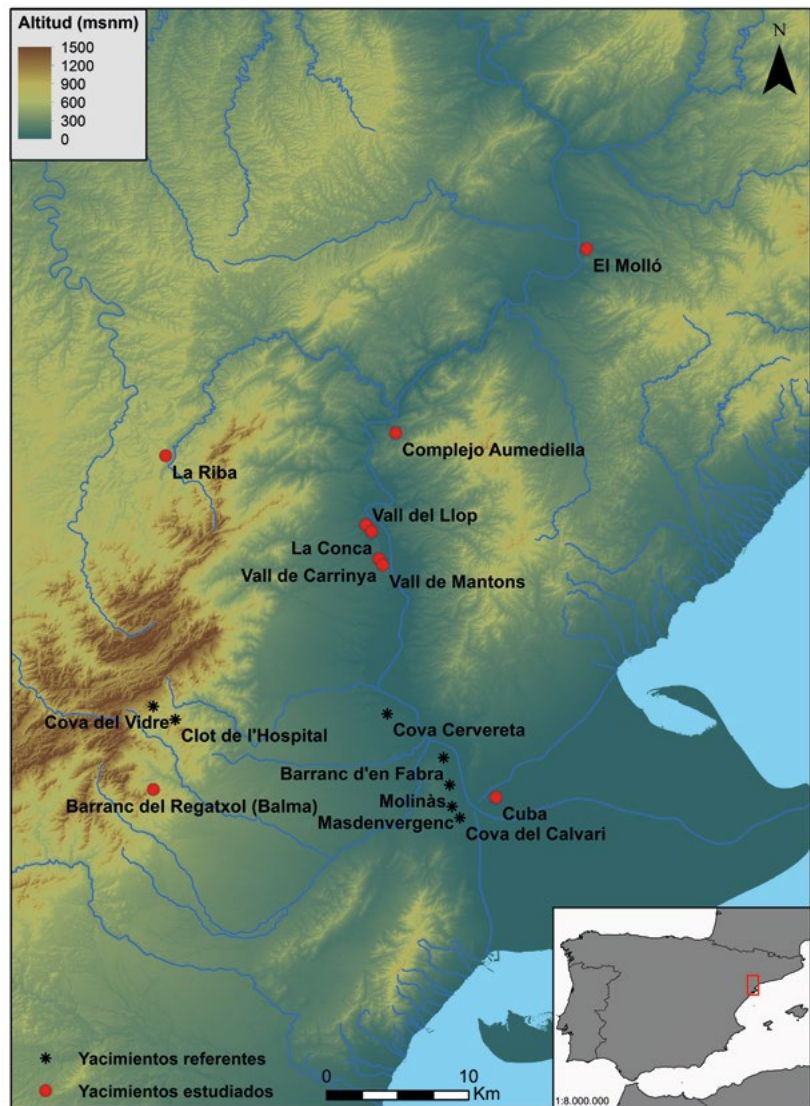 Altitud (msnm)
1500
1200
900
600
300
0
N
El Molló
Complejo Aumediella
La Riba
Vall del Llop
La Conca
Vall de Carrinya
Vall de Mantons
Cova del Vidre
Clot de l'Hospital
Cova Cervereta
Barranc d'en Fabra
Barranc del Regatxol (Balma)
Molinàs
Cuba
Masdenvergenc
Cova del Calvari
Yacimientos referentes
Yacimientos estudiados
0 10
Km
1:8.000.000